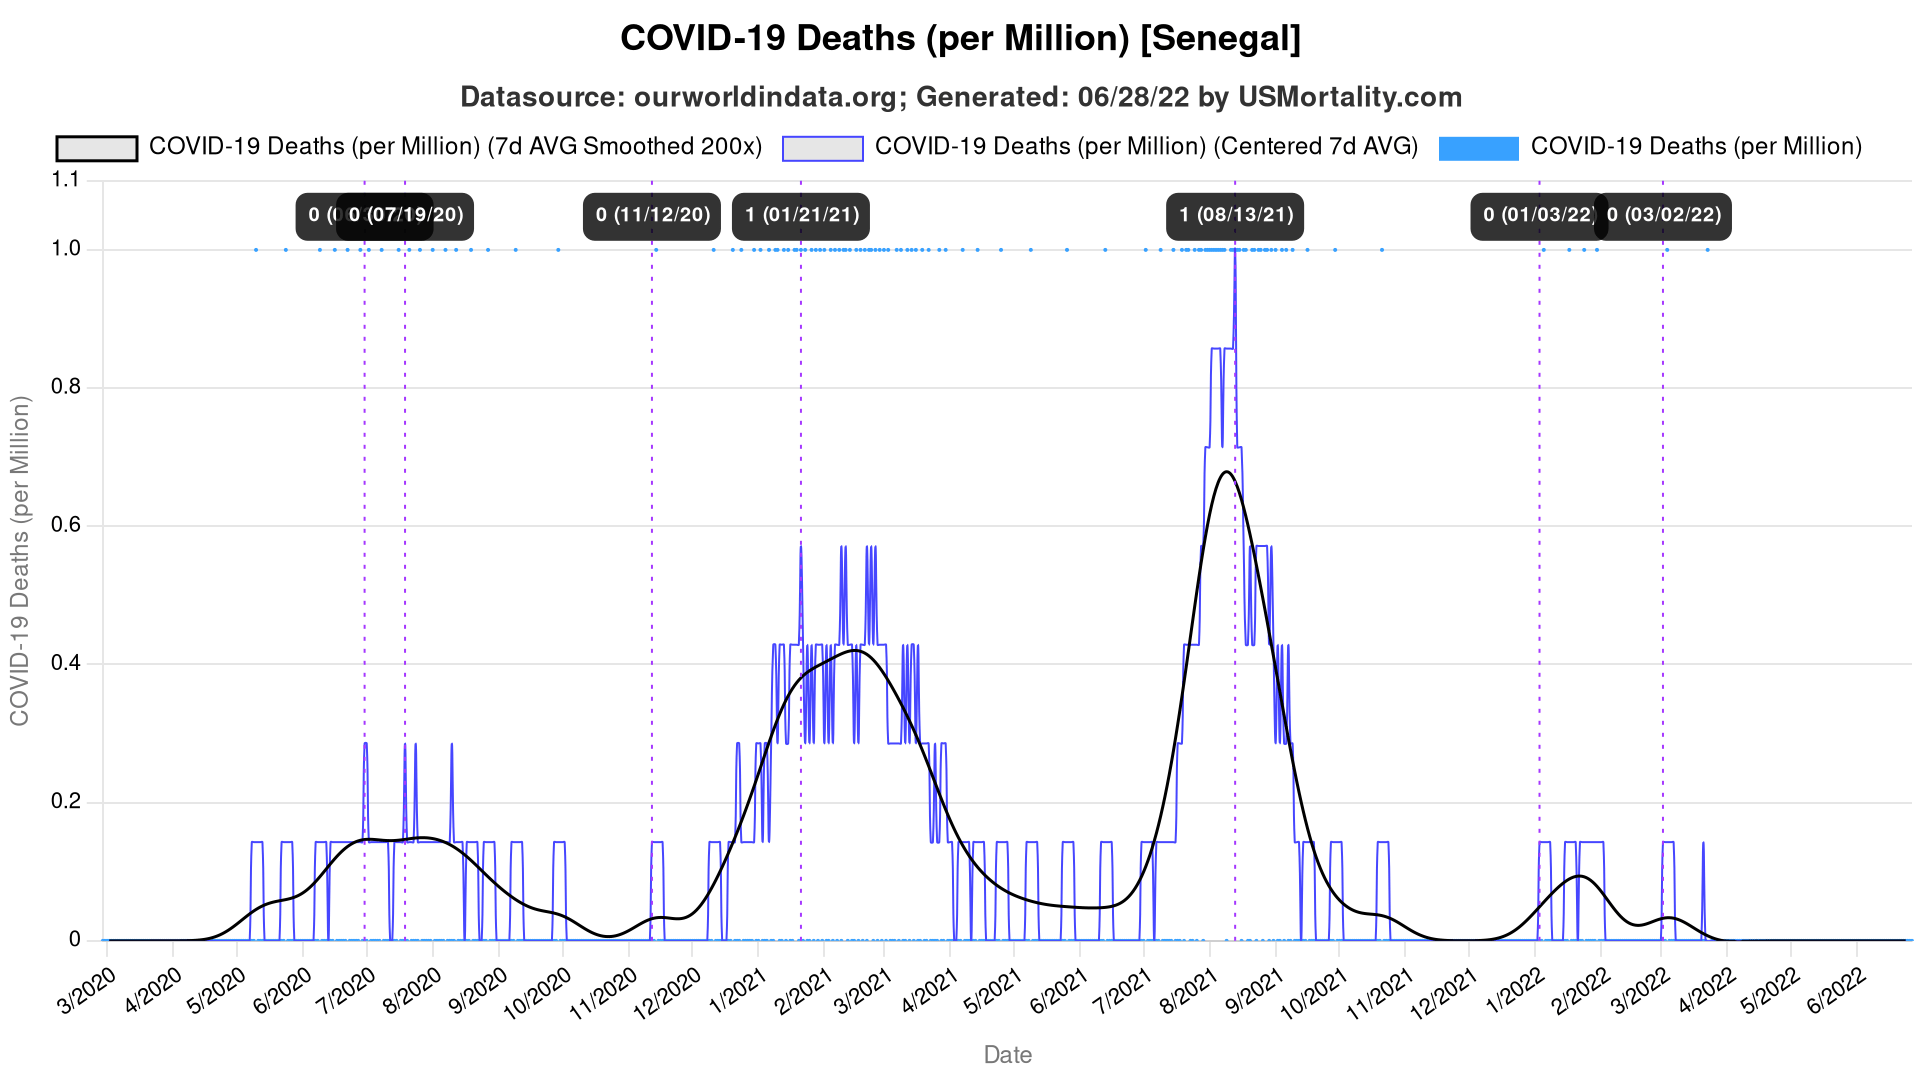 COVID-19 Deaths (per Million) [Senegal]
Datasource: ourworldindata.org; Generated: 06/28/22 by USMortality.com
COVID-19 Deaths (per Million) (7d AVG Smoothed 200x) COVID-19 Deaths (per Million) (Centered 7d AVG) COVID-19 Deaths (per Million)
0 (07/19/20) 0 (11/12/20) 1 (01/21/21) 1 (08/13/21) 0 (01/03/22) 0 (03/02/22)
1.1
1.0
0.8
0.6
0.4
0.2
0
COVID-19 Deaths (per Million)
3/2020 4/2020 5/2020 6/2020 7/2020 8/2020 9/2020 10/2020 11/2020 12/2020 1/2021 2/2021 3/2021 4/2021 5/2021 6/2021 7/2021 8/2021 9/2021 10/2021 11/2021 12/2021 1/2022 2/2022 3/2022 4/2022 5/2022 6/2022
Date